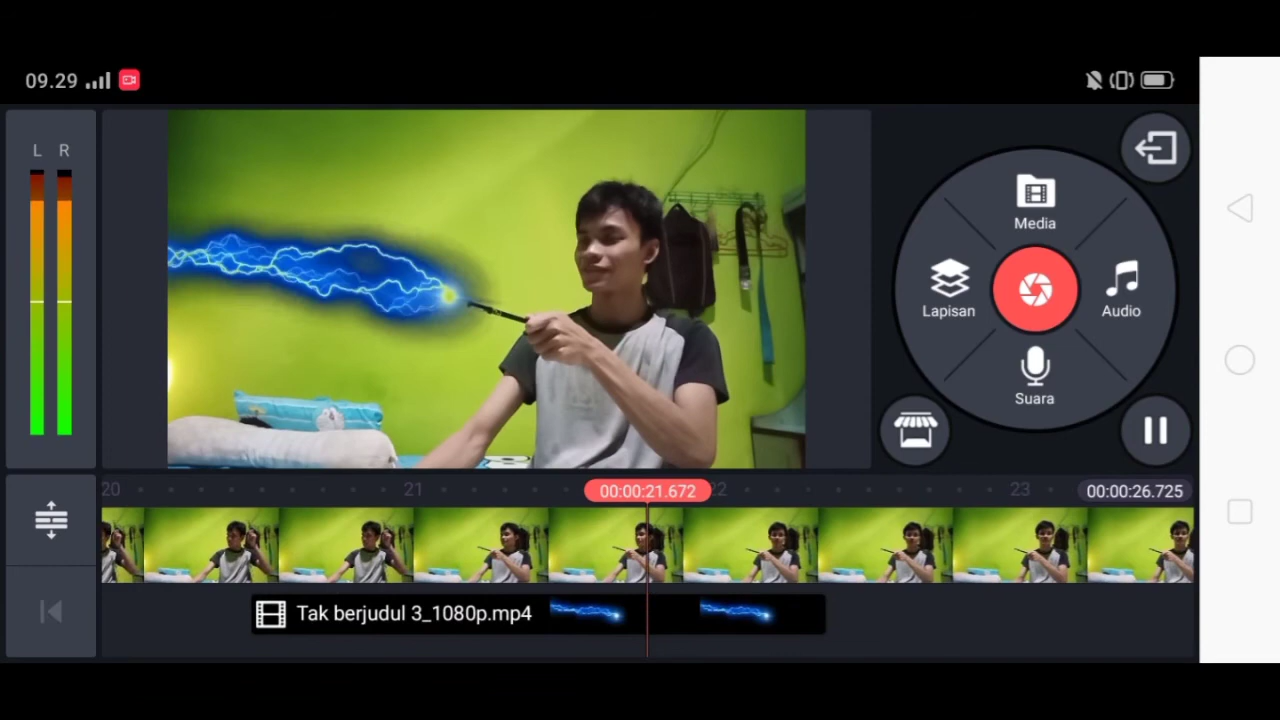 09.29
L R
Media
Lapisan
Audio
Suara
20
21
00:00:21.672
22
23
00:00:26.725
Tak berjudul 3_1080p.mp4